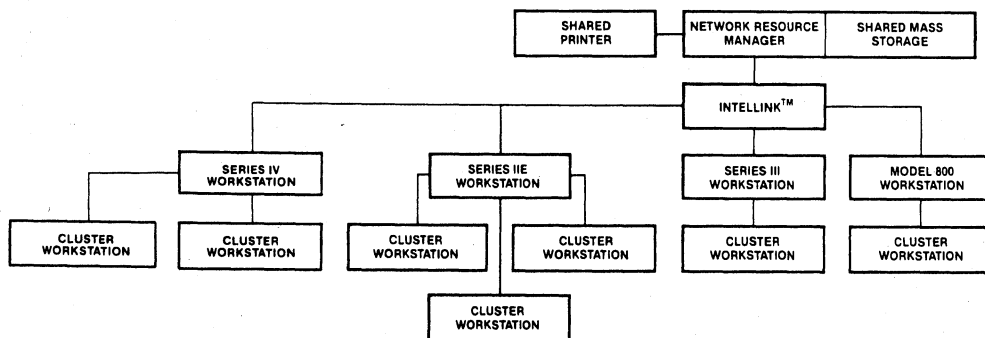 SHARED
PRINTER
NETWORK RESOURCE
MANAGER
SHARED MASS
STORAGE
INTELLINK™
SERIES IV
WORKSTATION
SERIES IIE
WORKSTATION
SERIES III
WORKSTATION
MODEL 800
WORKSTATION
CLUSTER
WORKSTATION
CLUSTER
WORKSTATION
CLUSTER
WORKSTATION
CLUSTER
WORKSTATION
CLUSTER
WORKSTATION
CLUSTER
WORKSTATION
CLUSTER
WORKSTATION